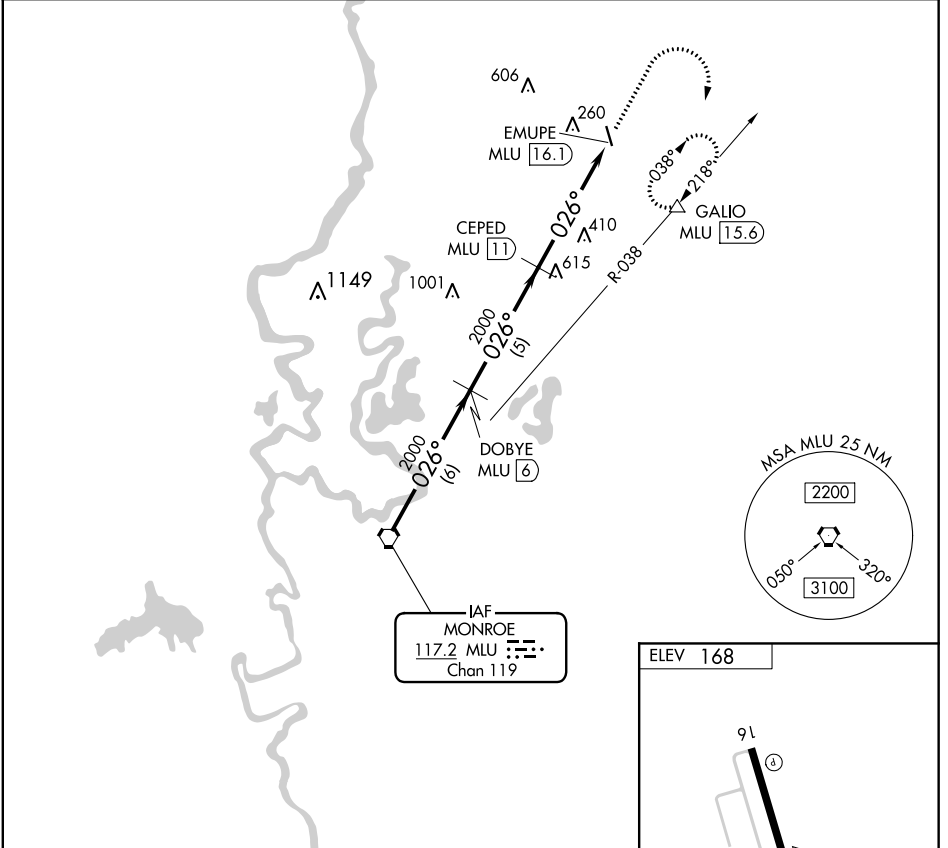 606
260
EMUPE
MLU 16.1
038°
218°
026°
GALIO
MLU 15.6
CEPED
MLU 11
410
615
R-038
1149
1001
2000
026°
(5)
DOBYE
MLU 6
2000
026°
(6)
MSA MLU 25 NM
2200
050°
320°
3100
IAF
MONROE
117.2 MLU
Chan 119
ELEV 168
16
P